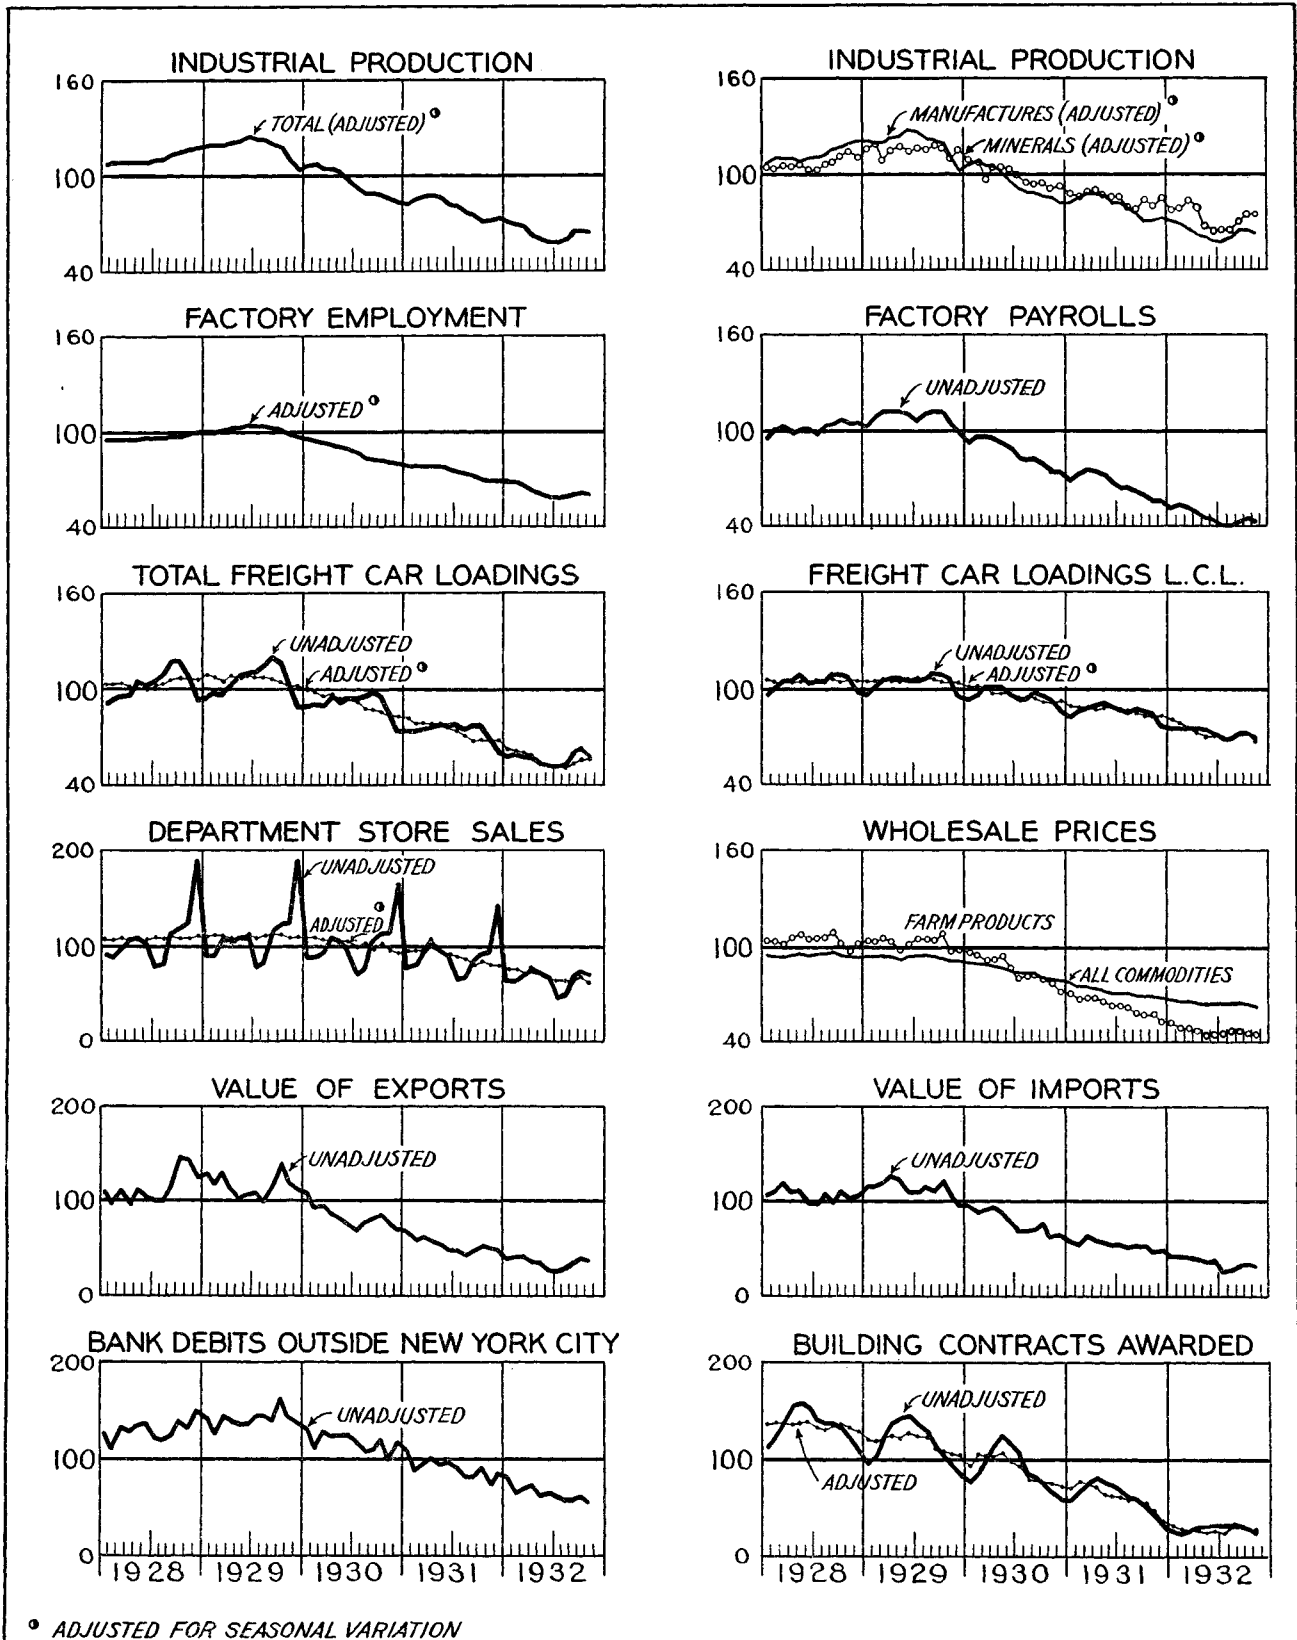 INDUSTRIAL PRODUCTION
160
TOTAL (ADJUSTED)
100
40
INDUSTRIAL PRODUCTION
160
MANUFACTURES (ADJUSTED)
MINERALS (ADJUSTED)
100
40
FACTORY EMPLOYMENT
160
ADJUSTED
100
40
FACTORY PAYROLLS
160
UNADJUSTED
100
40
TOTAL FREIGHT CAR LOADINGS
160
UNADJUSTED
ADJUSTED
100
40
FREIGHT CAR LOADINGS L.C.L.
160
UNADJUSTED
ADJUSTED
100
40
DEPARTMENT STORE SALES
200
UNADJUSTED
ADJUSTED
100
0
WHOLESALE PRICES
160
FARM PRODUCTS
100
ALL COMMODITIES
40
VALUE OF EXPORTS
200
UNADJUSTED
100
0
VALUE OF IMPORTS
200
UNADJUSTED
100
0
BANK DEBITS OUTSIDE NEW YORK CITY
200
UNADJUSTED
100
0
1928 1929 1930 1931 1932
BUILDING CONTRACTS AWARDED
200
UNADJUSTED
100
ADJUSTED
0
1928 1929 1930 1931 1932
ADJUSTED FOR SEASONAL VARIATION